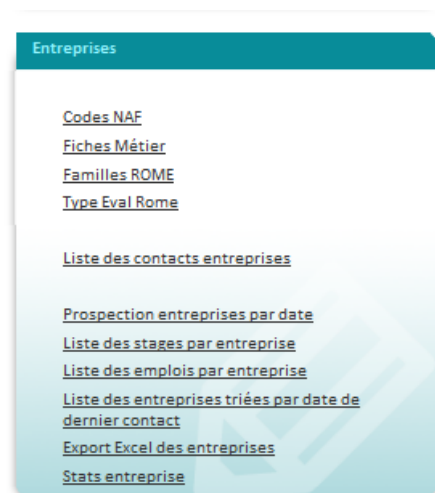 Entreprises
Codes NAF
Fiches Métier
Familles ROME
Type Eval Rome
Liste des contacts entreprises
Prospection entreprises par date
Liste des stages par entreprise
Liste des emplois par entreprise
Liste des entreprises triées par date de
dernier contact
Export Excel des entreprises
Stats entreprise